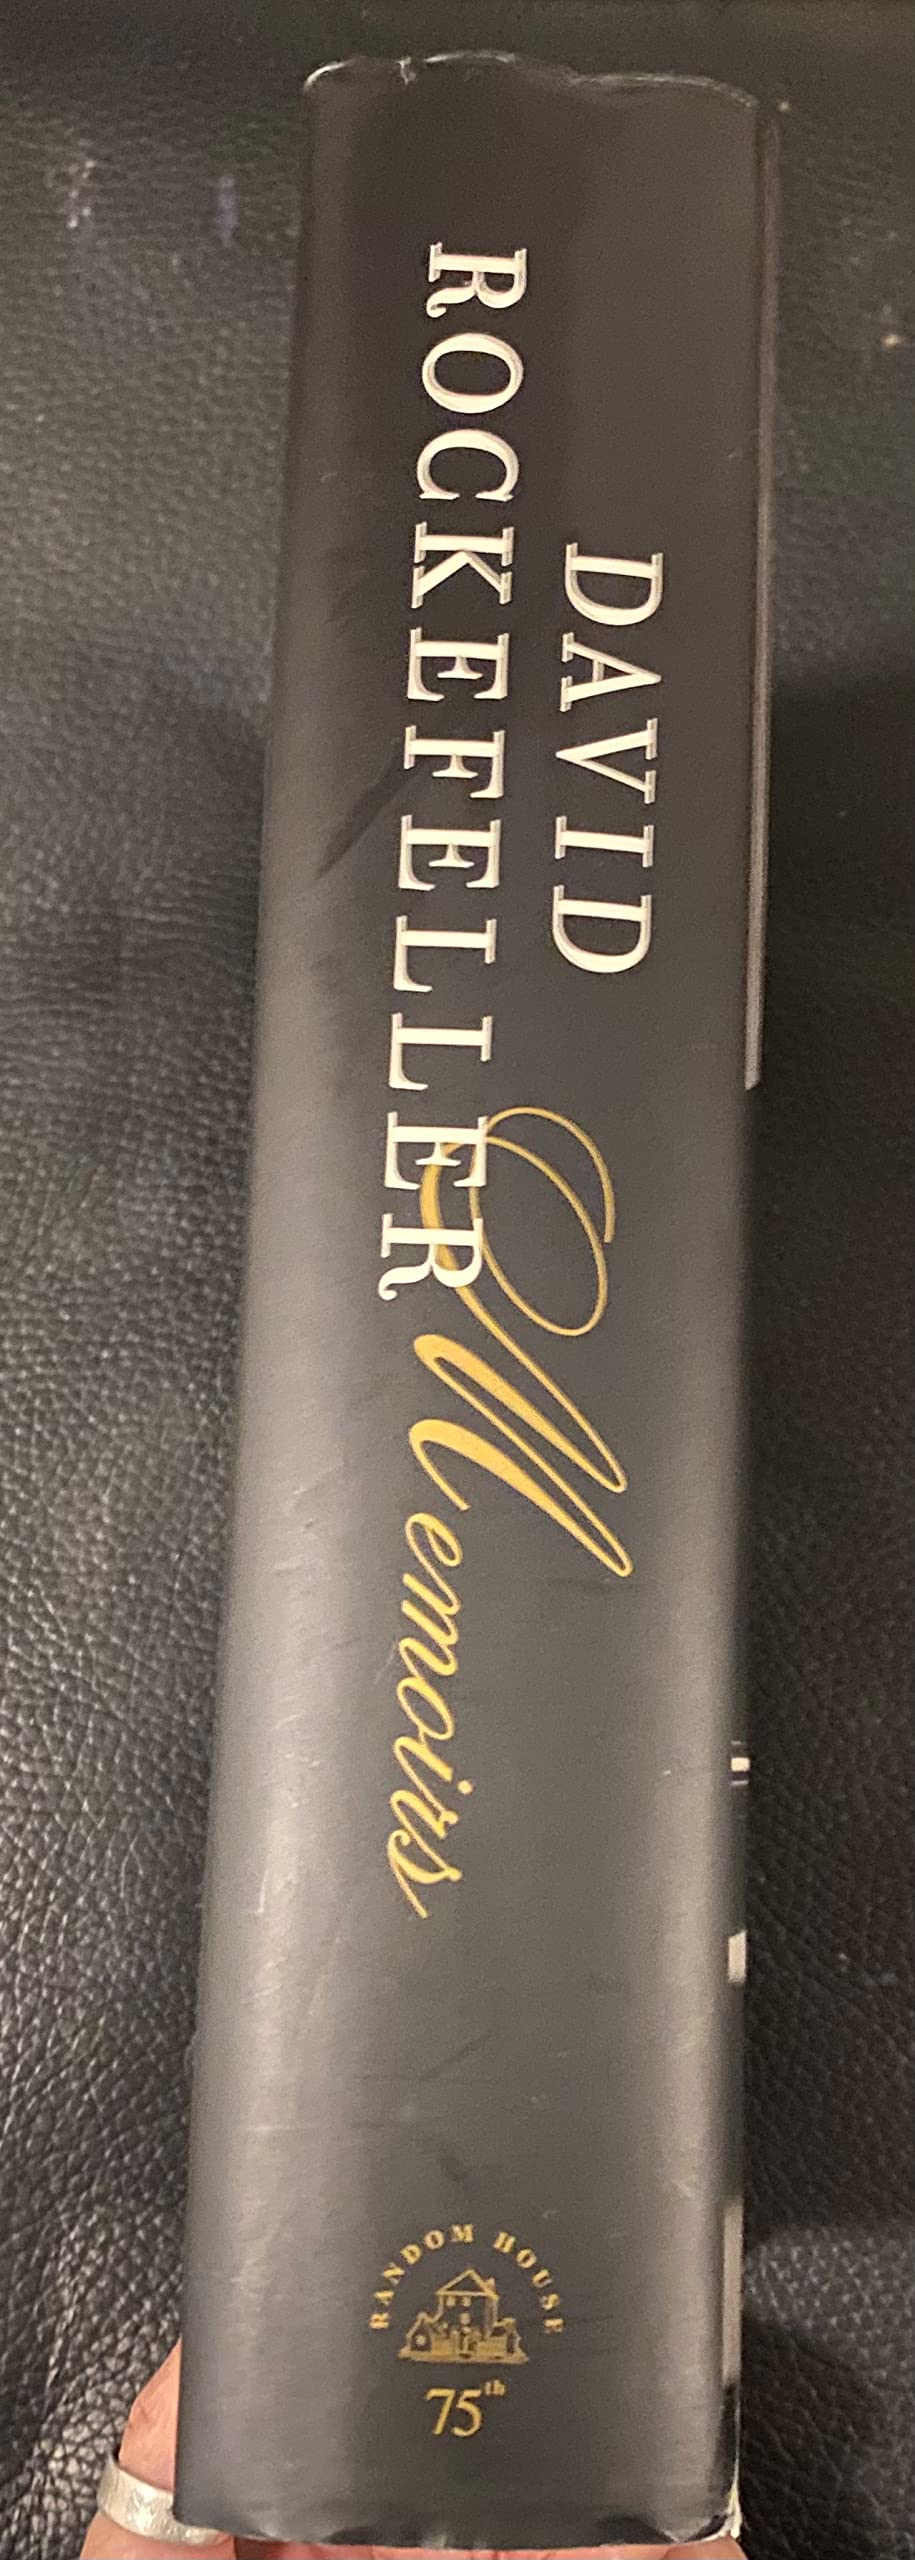 DAVID
ROCKEFELLER
Memoirs
RANDOM HOUSE
75th